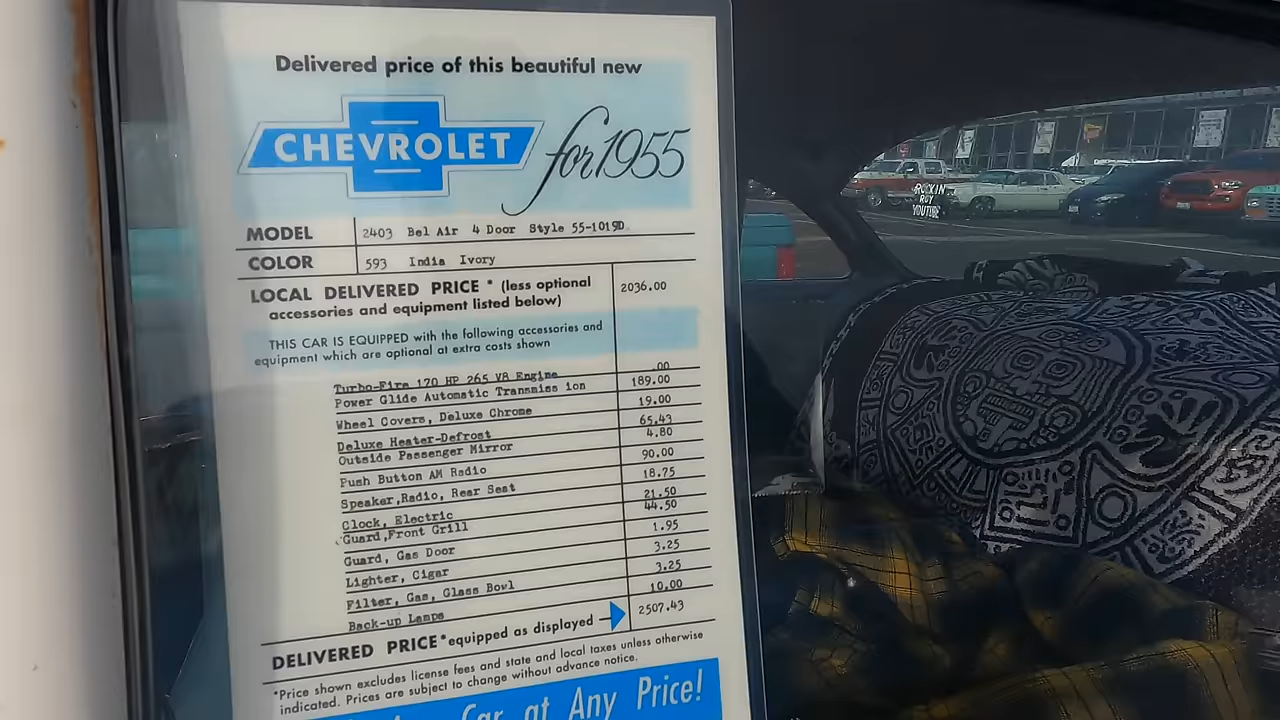 Delivered price of this beautiful new
CHEVROLET for 1955
MODEL 2403 Bel Air 4 Door Style 55-1019D
COLOR 593 India Ivory
LOCAL DELIVERED PRICE * (less optional 2036.00
accessories and equipment listed below)
THIS CAR IS EQUIPPED with the following accessories and
equipment which are optional at extra costs shown
Turbo-Fire 170 HP 265 V8 Engine .00
Power Glide Automatic Transmiss ion 189.00
Wheel Covers, Deluxe Chrome 19.00
Deluxe Heater-Defrost 65.43
Outside Passenger Mirror 4.80
Push Button AM Radio 90.00
Speaker,Radio, Rear Seat 18.75
Clock, Electric 21.50
Guard,Front Grill 44.50
Guard, Gas Door 1.95
Lighter, Cigar 3.25
Filter, Gas, Glass Bowl 3.25
Back-up Lamps 10.00
DELIVERED PRICE *equipped as displayed 2507.43
*Price shown excludes license fees and state and local taxes unless otherwise
indicated. Prices are subject to change without advance notice.
Car at Any Price!
ROCKIN
ROY
YOUTUBE